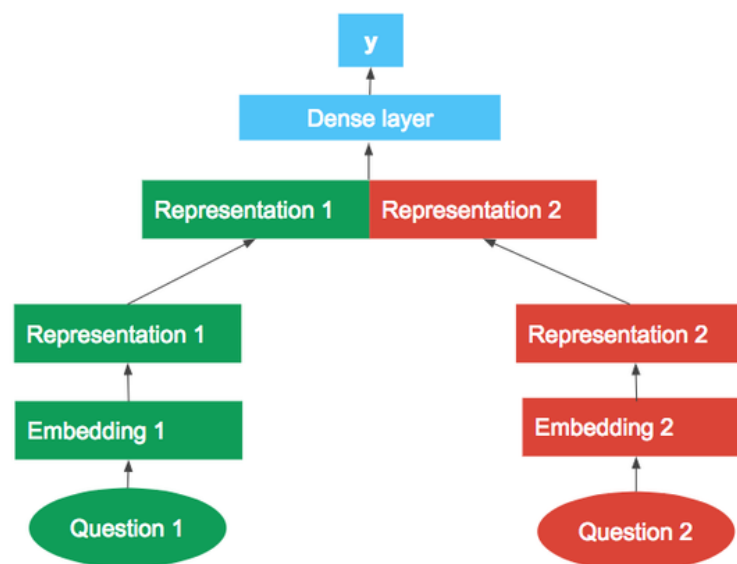 y
Dense layer
Representation 1 Representation 2
Representation 1 Representation 2
Embedding 1 Embedding 2
Question 1 Question 2